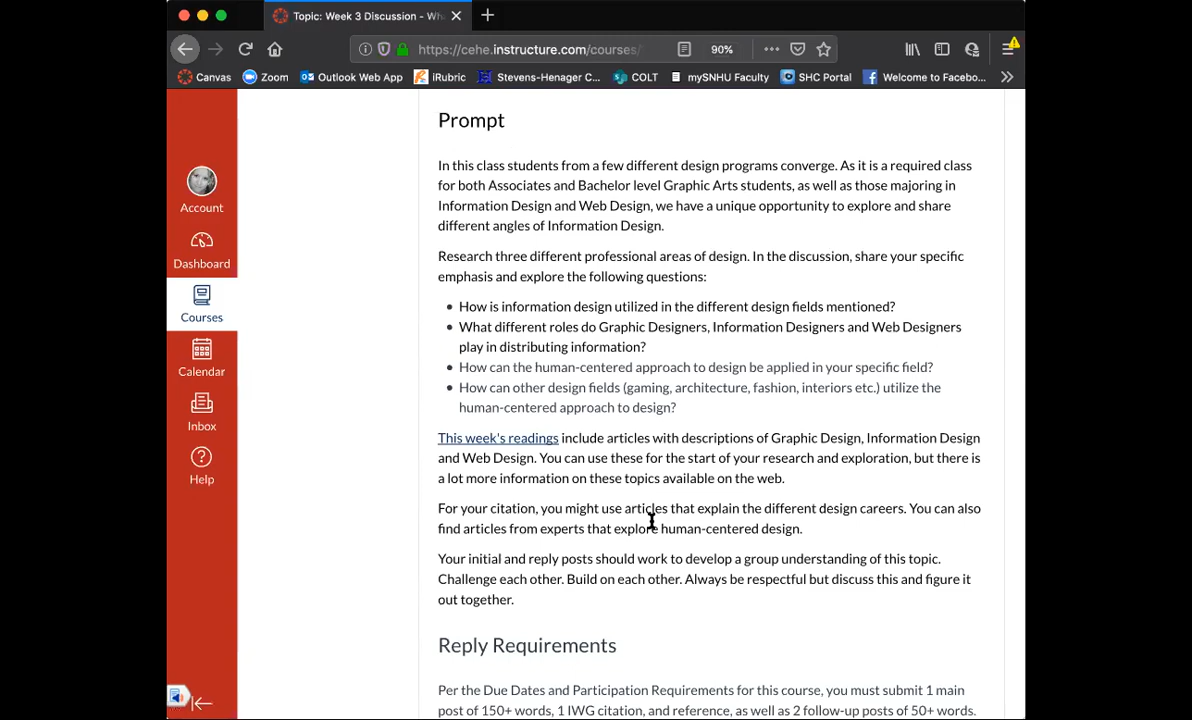 Topic: Week 3 Discussion - Wh
https://cehe.instructure.com/courses/
90%
Canvas
Zoom
Outlook Web App
iRubric
Stevens-Henager C...
COLT
mySNHU Faculty
SHC Portal
Welcome to Facebo...
Account
Dashboard
Courses
Calendar
Inbox
Help
Prompt
In this class students from a few different design programs converge. As it is a required class
for both Associates and Bachelor level Graphic Arts students, as well as those majoring in
Information Design and Web Design, we have a unique opportunity to explore and share
different angles of Information Design.
Research three different professional areas of design. In the discussion, share your specific
emphasis and explore the following questions:
• How is information design utilized in the different design fields mentioned?
• What different roles do Graphic Designers, Information Designers and Web Designers
play in distributing information?
• How can the human-centered approach to design be applied in your specific field?
• How can other design fields (gaming, architecture, fashion, interiors etc.) utilize the
human-centered approach to design?
This week's readings include articles with descriptions of Graphic Design, Information Design
and Web Design. You can use these for the start of your research and exploration, but there is
a lot more information on these topics available on the web.
For your citation, you might use articles that explain the different design careers. You can also
find articles from experts that explore human-centered design.
Your initial and reply posts should work to develop a group understanding of this topic.
Challenge each other. Build on each other. Always be respectful but discuss this and figure it
out together.
Reply Requirements
Per the Due Dates and Participation Requirements for this course, you must submit 1 main
post of 150+ words, 1 IWG citation, and reference, as well as 2 follow-up posts of 50+ words.